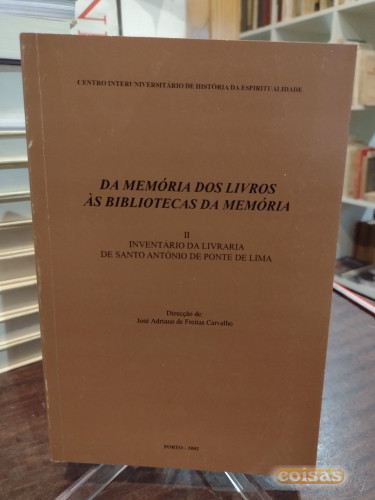 CENTRO INTERUNIVERSITÁRIO DE HISTÓRIA DA ESPIRITUALIDADE
DA MEMÓRIA DOS LIVROS
ÀS BIBLIOTECAS DA MEMÓRIA
II
INVENTÁRIO DA LIVRARIA
DE SANTO ANTÓNIO DE PONTE DE LIMA
Direcção de:
José Adriano de Freitas Carvalho
PORTO - 2002
coisas